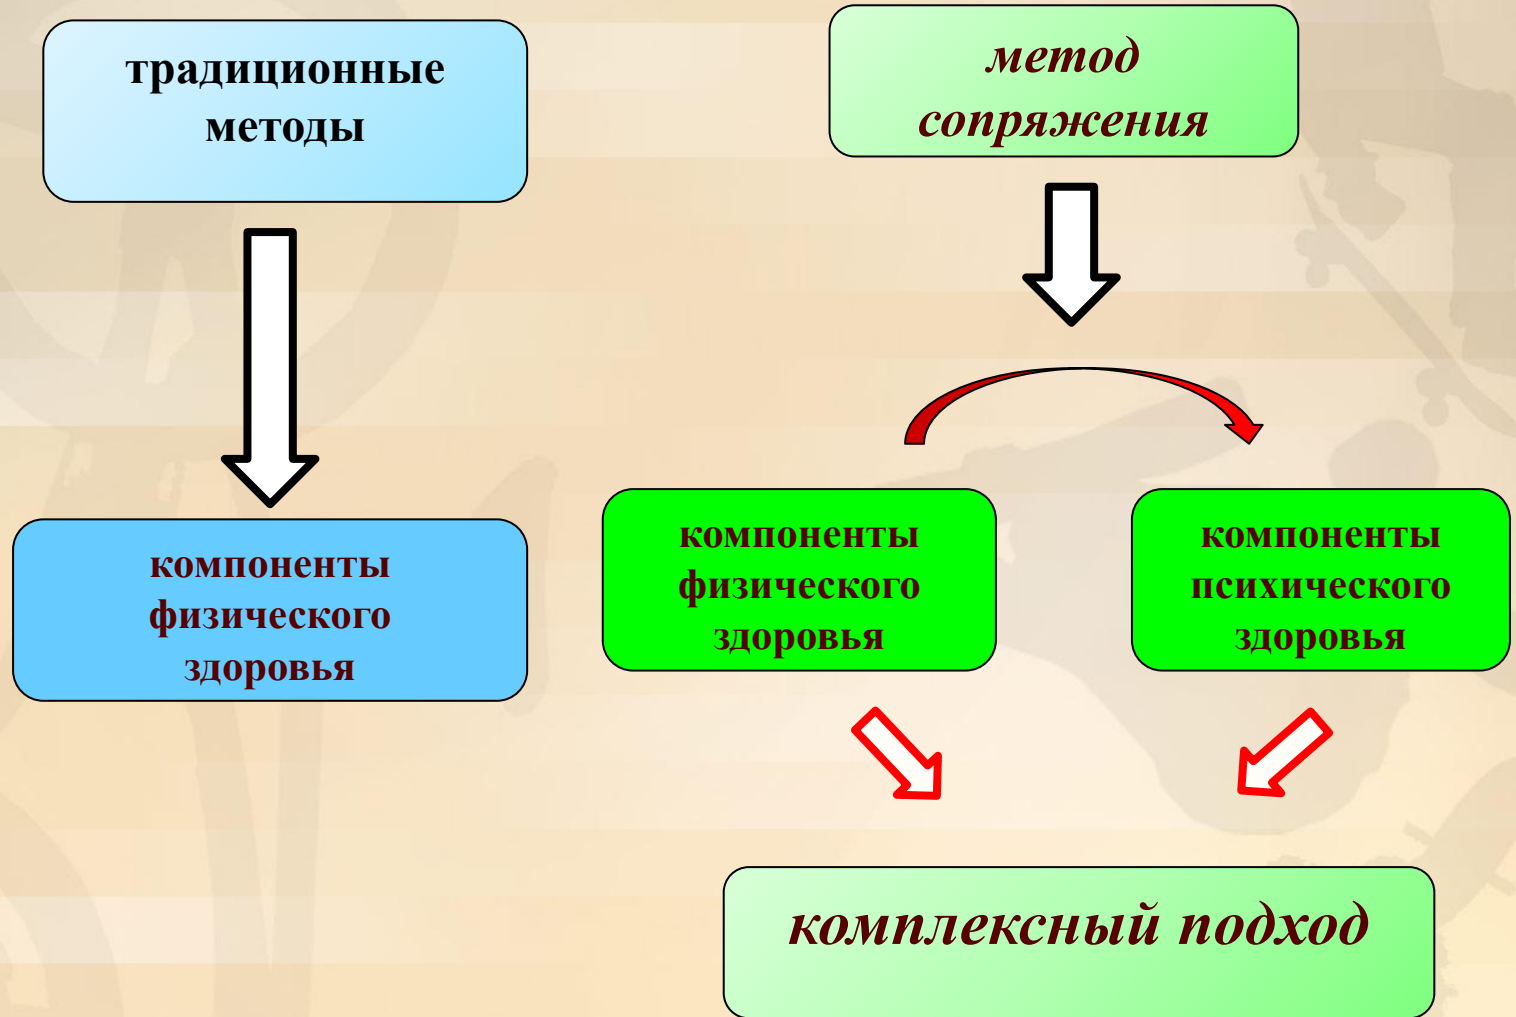 традиционные
методы
метод
сопряжения
компоненты
физического
здоровья
компоненты
физического
здоровья
компоненты
психического
здоровья
комплексный подход